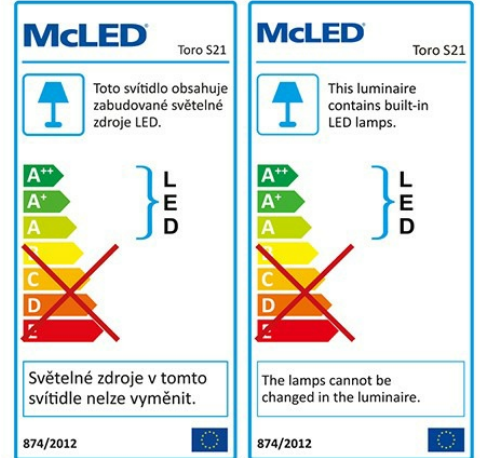 McLED
Toro S21
Toto svítidlo obsahuje
zabudované světelné
zdroje LED.
A++
A+
A
B
C
D
E
L
E
D
Světelné zdroje v tomto
svítidle nelze vyměnit.
874/2012
McLED
Toro S21
This luminaire
contains built-in
LED lamps.
A++
A+
A
B
C
D
E
L
E
D
The lamps cannot be
changed in the luminaire.
874/2012